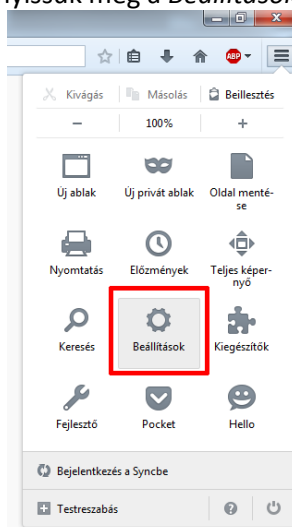 nyissuk meg a Beállítások
ABP
Kivágás Másolás Beillesztés
− 100% +
Új ablak Új privát ablak Oldal menté-
se
Nyomtatás Előzmények Teljes képer-
nyő
Keresés Beállítások Kiegészítők
Fejlesztő Pocket Hello
Bejelentkezés a Syncbe
Testreszabás ?